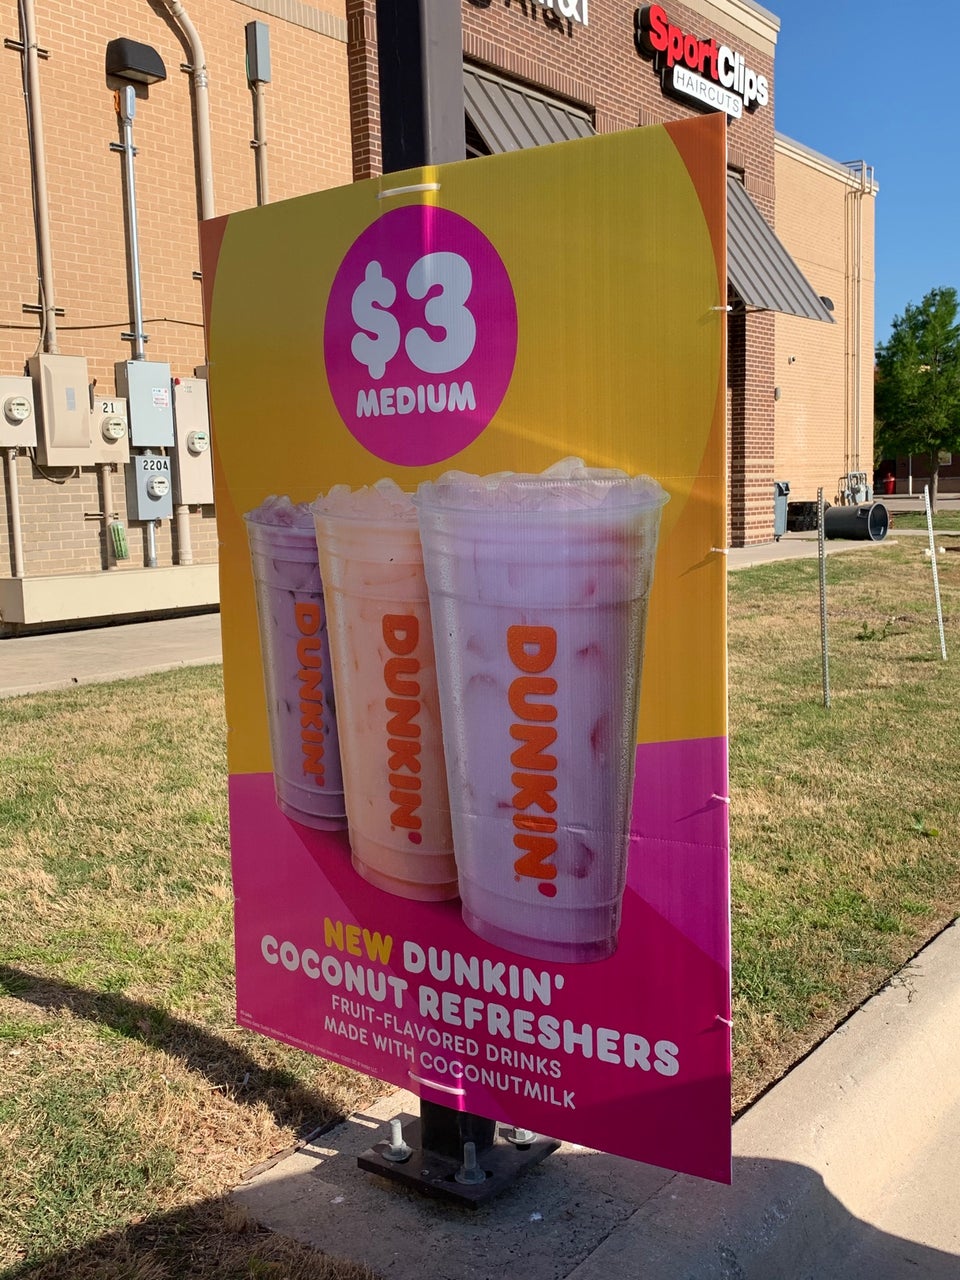 AT&T
SportClips
HAIRCUTS
$3
MEDIUM
21
2204
DUNKIN'
DUNKIN'
DUNKIN'
NEW DUNKIN'
COCONUT REFRESHERS
FRUIT-FLAVORED DRINKS
MADE WITH COCONUTMILK